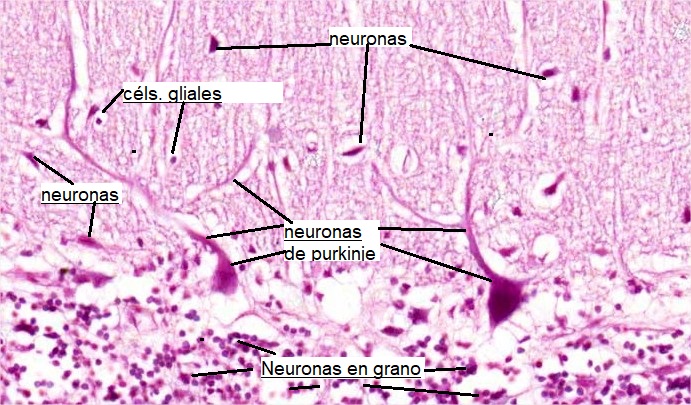 neuronas
céls. gliales
neuronas
neuronas
de purkinje
Neuronas en grano